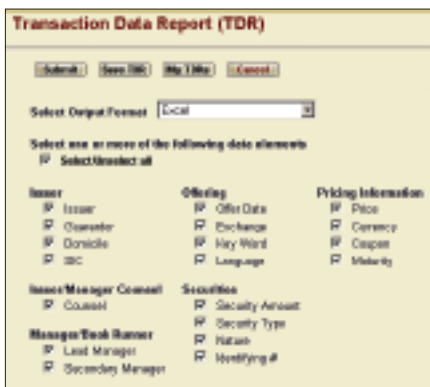 Transaction Data Report (TDR)
Submit Save TDR My TDRs Cancel
Select Output Format Excel
Select one or more of the following data elements
Select/Unselect all
Issuer Offering Pricing Information
Issuer Offer Date Price
Guarantor Exchange Currency
Domicile Key Word Coupon
SIC Language Maturity
Issuer/Manager Counsel Securities
Counsel Security Amount
Security Type
Manager/Book Runner Nature
Lead Manager Identifying #
Secondary Manager